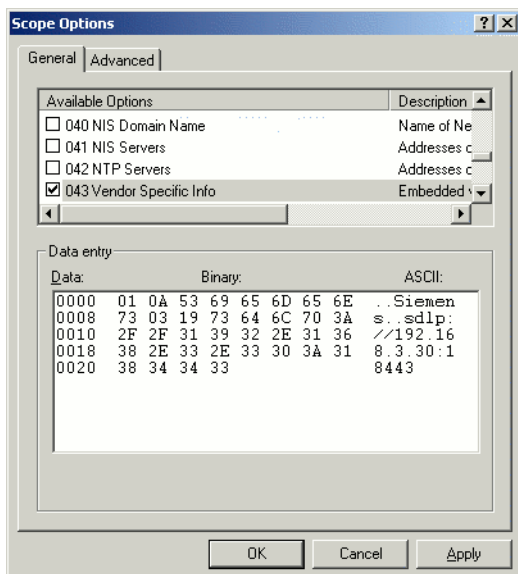 Scope Options
General Advanced
Available Options Description
040 NIS Domain Name Name of Ne
041 NIS Servers Addresses c
042 NTP Servers Addresses c
043 Vendor Specific Info Embedded
Data entry
Data: Binary: ASCII:
0000 01 0A 53 69 65 6D 65 6E ..Siemen
0008 73 03 19 73 64 6C 70 3A s..sdlp:
0010 2F 2F 31 39 32 2E 31 36 //192.16
0018 38 2E 33 2E 33 30 3A 31 8.3.30:1
0020 38 34 34 33 8443
OK Cancel Apply